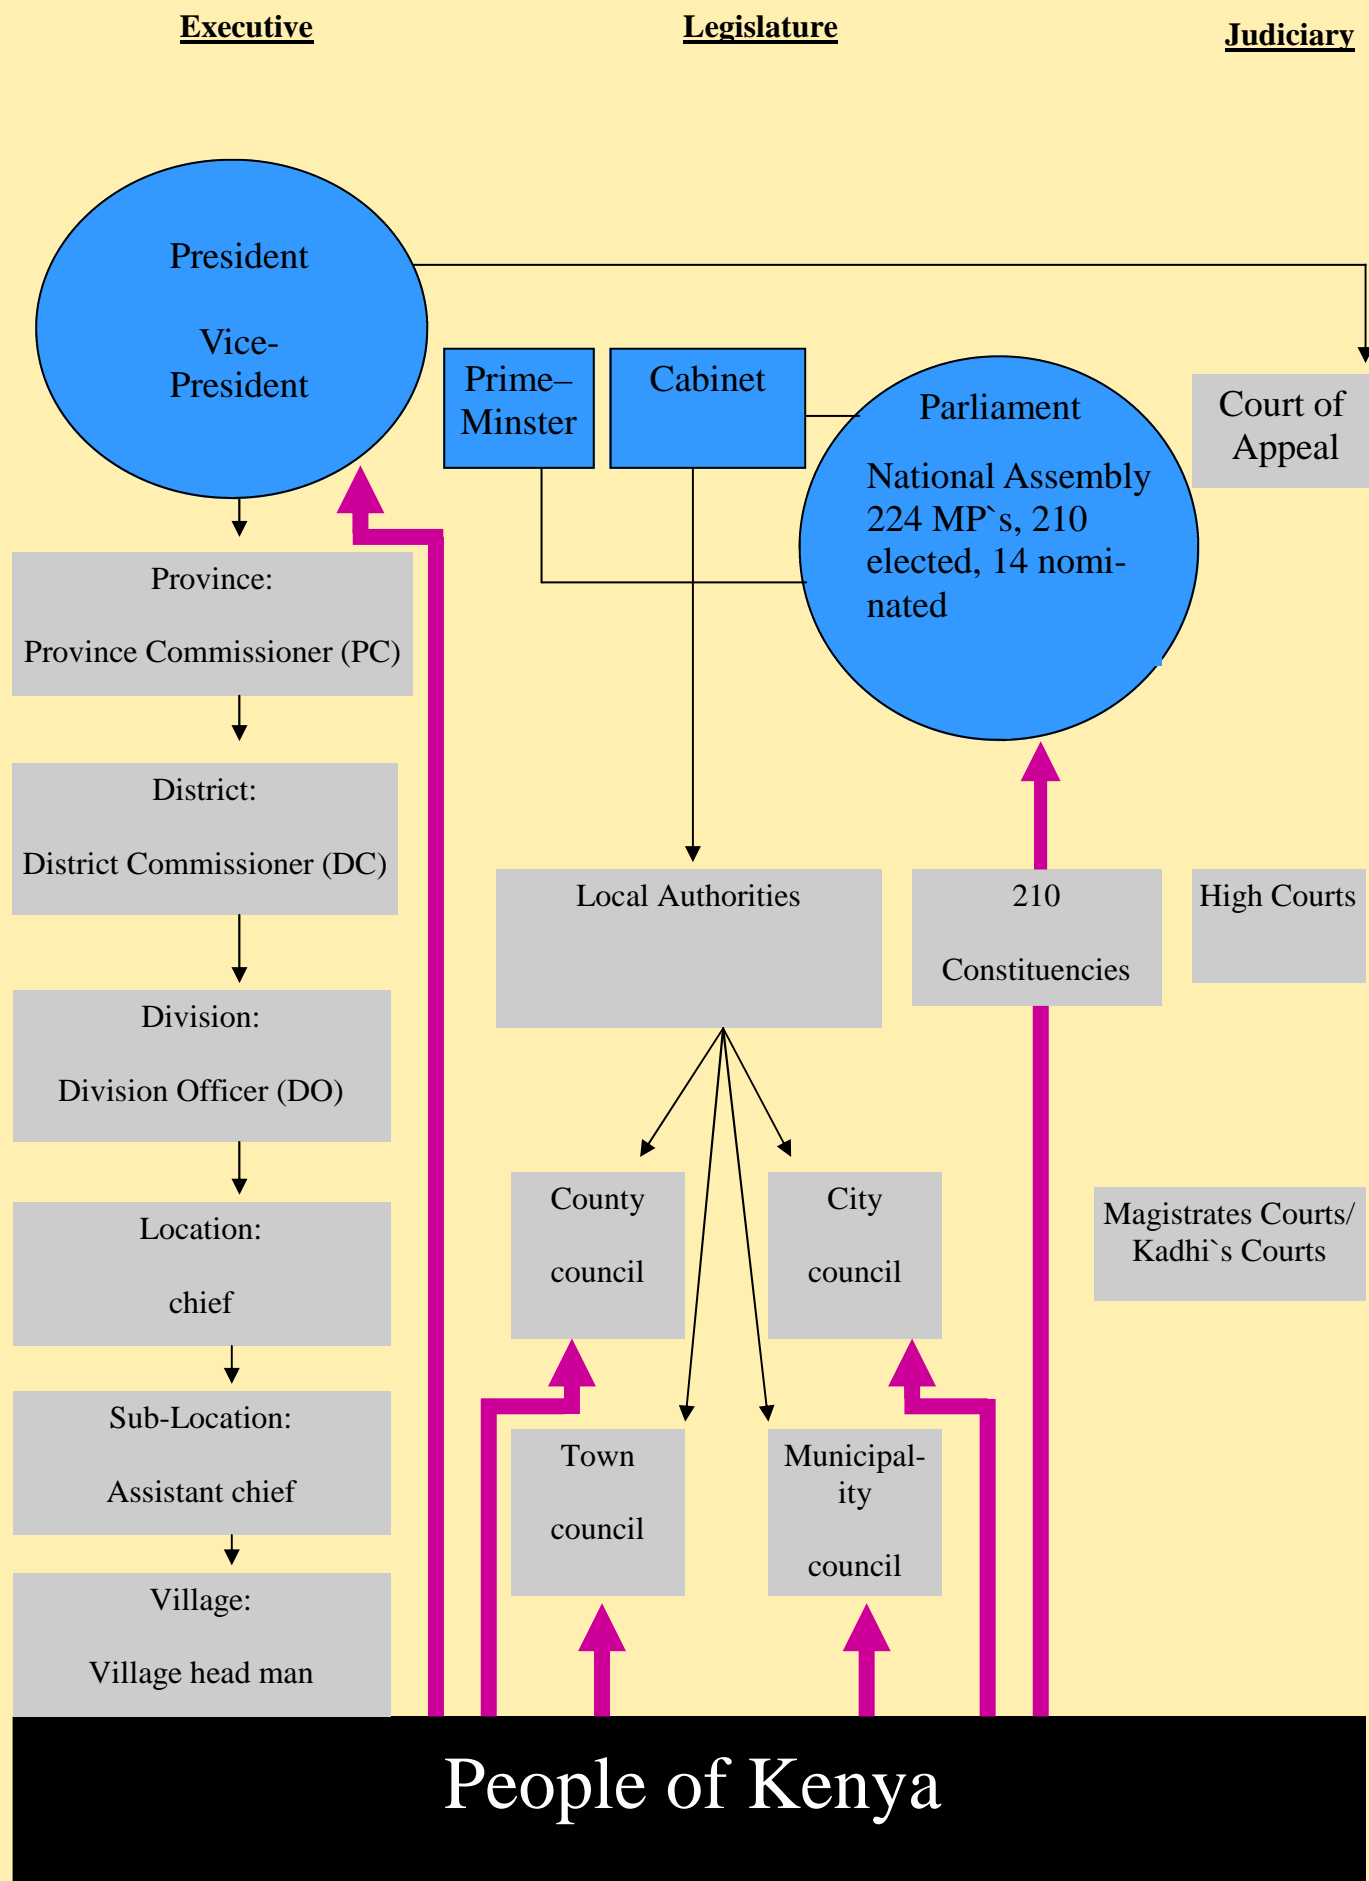 Executive
Legislature
Judiciary
President
Vice-
President
Prime–
Minster
Cabinet
Parliament
National Assembly
224 MP`s, 210
elected, 14 nomi-
nated
Court of
Appeal
Province:
Province Commissioner (PC)
District:
District Commissioner (DC)
Division:
Division Officer (DO)
Location:
chief
Sub-Location:
Assistant chief
Village:
Village head man
Local Authorities
210
Constituencies
High Courts
County
council
City
council
Magistrates Courts/
Kadhi`s Courts
Town
council
Municipal-
ity
council
People of Kenya